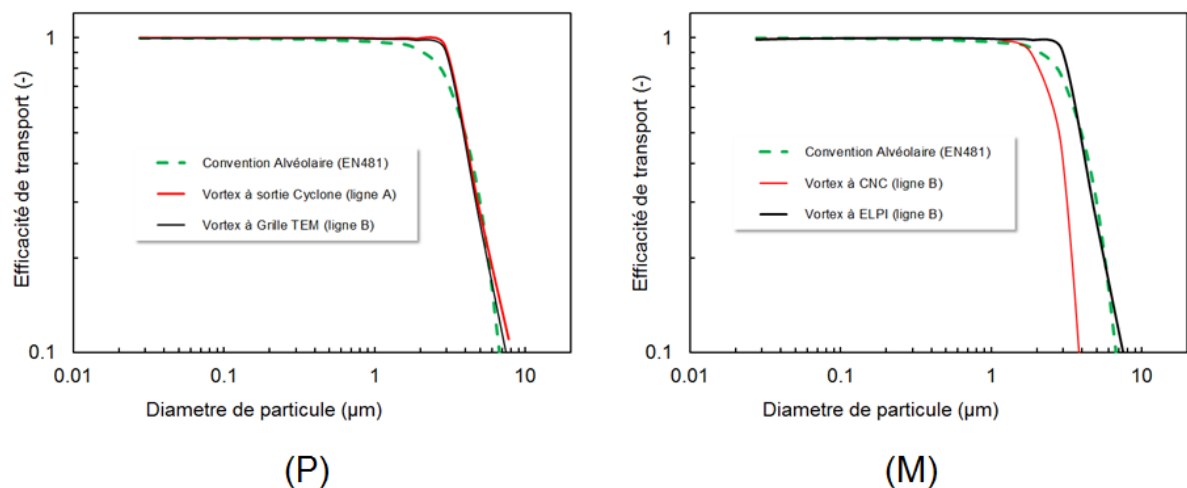 Efficacité de transport (-)
1
0.1
Convention Alvéolaire (EN481)
Vortex à sortie Cyclone (ligne A)
Vortex à Grille TEM (ligne B)
0.01
0.1
1
10
Diametre de particule (µm)
(P)
Efficacité de transport (-)
1
0.1
Convention Alvéolaire (EN481)
Vortex à CNC (ligne B)
Vortex à ELPI (ligne B)
0.01
0.1
1
10
Diametre de particule (µm)
(M)